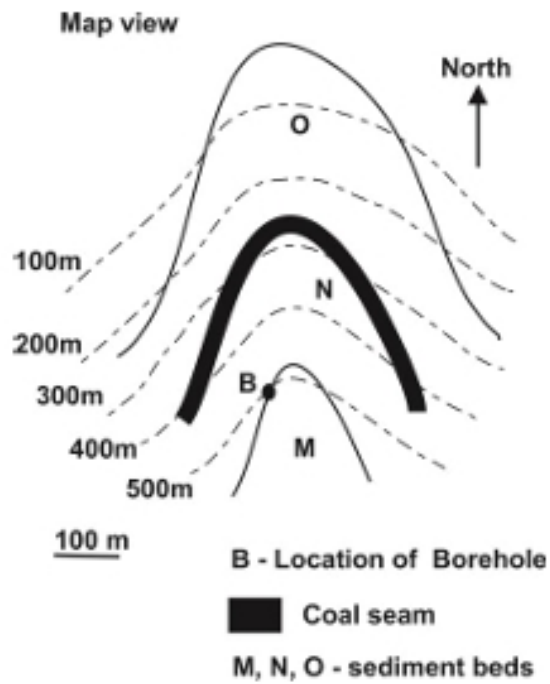 Map view
North
O
100m
N
200m
300m
B
400m
M
500m
100 m
B - Location of Borehole
Coal seam
M, N, O - sediment beds